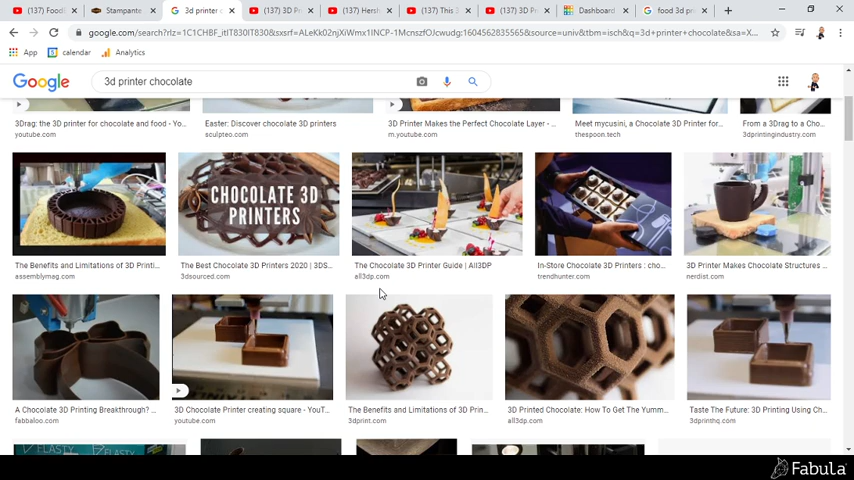 (137) Food!
Stampante
3d printer c
(137) 3D Pri
(137) Hersh
(137) This 3
(137) 3D Pr
Dashboard
food 3d pri
google.com/search?rlz=1C1CHBF_itIT830IT830&sxsrf=ALeKk02njXiWmx1INCP-1McnszfOJcwudg:1604562835565&source=univ&tbm=isch&q=3d+printer+chocolate&sa=X...
App
calendar
Analytics
Google
3d printer chocolate
3Drag: the 3D printer for chocolate and food - Yo...
Easter: Discover chocolate 3D printers
3D Printer Makes the Perfect Chocolate Layer - ...
Meet mycusini, a Chocolate 3D Printer for...
From a 3Drag to a Cho...
youtube.com
sculpteo.com
m.youtube.com
thespoon.tech
3dprintingindustry.com
CHOCOLATE 3D
PRINTERS
The Benefits and Limitations of 3D Printi...
The Best Chocolate 3D Printers 2020 | 3DS...
The Chocolate 3D Printer Guide | All3DP
In-Store Chocolate 3D Printers : cho...
3D Printer Makes Chocolate Structures ...
assemblymag.com
3dsourced.com
all3dp.com
trendhunter.com
nerdist.com
A Chocolate 3D Printing Breakthrough? ...
3D Chocolate Printer creating square - YouT...
The Benefits and Limitations of 3D Prin...
3D Printed Chocolate: How To Get The Yumm...
Taste The Future: 3D Printing Using Ch...
fabbaloo.com
youtube.com
3dprint.com
all3dp.com
3dprinthq.com
Fabula